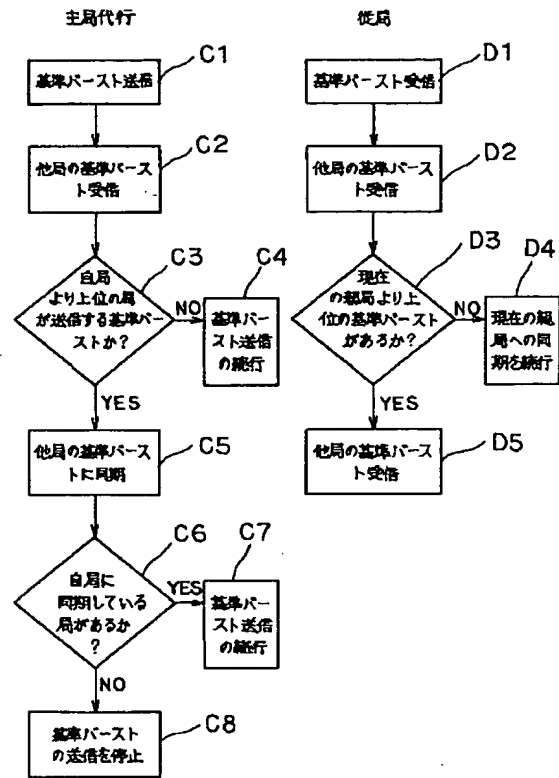 主局代行
C1
基準バースト送信
C2
他局の基準バース
ト受信
C3
自局
より上位の局
が送信する基準バー
ストか?
NO
C4
基準バー
スト送信
の続行
YES
C5
他局の基準バース
トに同期
C6
自局に
同期している
局があるか
?
YES
C7
基準バー
スト送信
の続行
NO
C8
基準バースト
の送信を停止
従局
D1
基準バースト受信
D2
他局の基準バース
ト受信
D3
現在
の親局より上
位の基準バースト
があるか?
NO
D4
現在の親
局への同
期を続行
YES
D5
他局の基準バース
ト受信